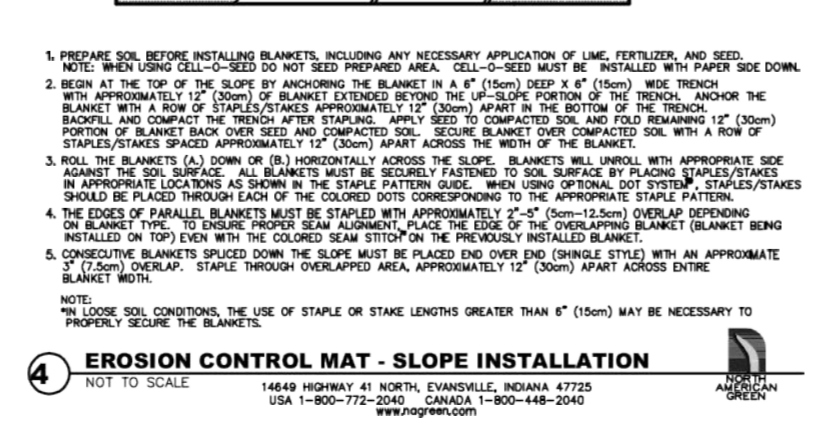 1. PREPARE SOIL BEFORE INSTALLING BLANKETS, INCLUDING ANY NECESSARY APPLICATION OF LIME, FERTILIZER, AND SEED.
NOTE: WHEN USING CELL-O-SEED DO NOT SEED PREPARED AREA. CELL-O-SEED MUST BE INSTALLED WITH PAPER SIDE DOWN.
2. BEGIN AT THE TOP OF THE SLOPE BY ANCHORING THE BLANKET IN A 6" (15cm) DEEP X 6" (15cm) WIDE TRENCH
WITH APPROXIMATELY 12" (30cm) OF BLANKET EXTENDED BEYOND THE UP-SLOPE PORTION OF THE TRENCH. ANCHOR THE
BLANKET WITH A ROW OF STAPLES/STAKES APPROXIMATELY 12" (30cm) APART IN THE BOTTOM OF THE TRENCH.
BACKFILL AND COMPACT THE TRENCH AFTER STAPLING. APPLY SEED TO COMPACTED SOIL AND FOLD REMAINING 12" (30cm)
PORTION OF BLANKET BACK OVER SEED AND COMPACTED SOIL. SECURE BLANKET OVER COMPACTED SOIL WITH A ROW OF
STAPLES/STAKES SPACED APPROXIMATELY 12" (30cm) APART ACROSS THE WIDTH OF THE BLANKET.
3. ROLL THE BLANKETS (A.) DOWN OR (B.) HORIZONTALLY ACROSS THE SLOPE. BLANKETS WILL UNROLL WITH APPROPRIATE SIDE
AGAINST THE SOIL SURFACE. ALL BLANKETS MUST BE SECURELY FASTENED TO SOIL SURFACE BY PLACING STAPLES/STAKES
IN APPROPRIATE LOCATIONS AS SHOWN IN THE STAPLE PATTERN GUIDE. WHEN USING OPTIONAL DOT SYSTEM, STAPLES/STAKES
SHOULD BE PLACED THROUGH EACH OF THE COLORED DOTS CORRESPONDING TO THE APPROPRIATE STAPLE PATTERN.
4. THE EDGES OF PARALLEL BLANKETS MUST BE STAPLED WITH APPROXIMATELY 2"-5" (5cm-12.5cm) OVERLAP DEPENDING
ON BLANKET TYPE. TO ENSURE PROPER SEAM ALIGNMENT, PLACE THE EDGE OF THE OVERLAPPING BLANKET (BLANKET BEING
INSTALLED ON TOP) EVEN WITH THE COLORED SEAM STITCH ON THE PREVIOUSLY INSTALLED BLANKET.
5. CONSECUTIVE BLANKETS SPLICED DOWN THE SLOPE MUST BE PLACED END OVER END (SHINGLE STYLE) WITH AN APPROXIMATE
3" (7.5cm) OVERLAP. STAPLE THROUGH OVERLAPPED AREA, APPROXIMATELY 12" (30cm) APART ACROSS ENTIRE
BLANKET WIDTH.
NOTE:
*IN LOOSE SOIL CONDITIONS, THE USE OF STAPLE OR STAKE LENGTHS GREATER THAN 6" (15cm) MAY BE NECESSARY TO
PROPERLY SECURE THE BLANKETS.
4 EROSION CONTROL MAT - SLOPE INSTALLATION
NOT TO SCALE
14649 HIGHWAY 41 NORTH, EVANSVILLE, INDIANA 47725
USA 1-800-772-2040 CANADA 1-800-448-2040
www.nagreen.com
NORTH
AMERICAN
GREEN